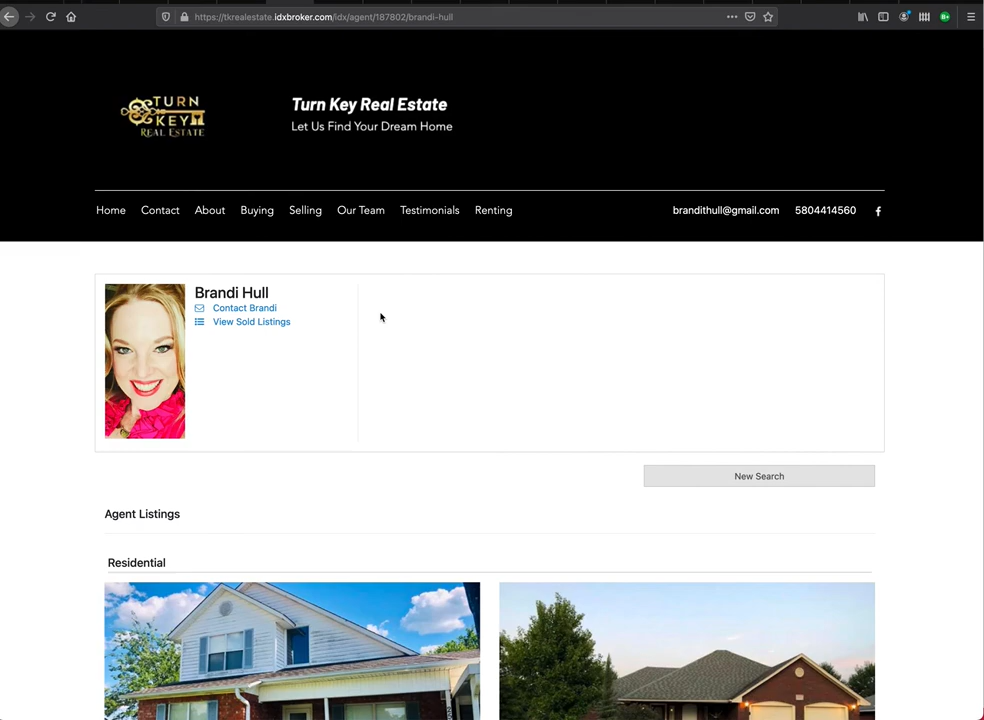 https://tkrealestate.idxbroker.com/idx/agent/187802/brandi-hull
TURN
KEY
REAL ESTATE
Turn Key Real Estate
Let Us Find Your Dream Home
Home Contact About Buying Selling Our Team Testimonials Renting brandithull@gmail.com 5804414560
Brandi Hull
Contact Brandi
View Sold Listings
New Search
Agent Listings
Residential